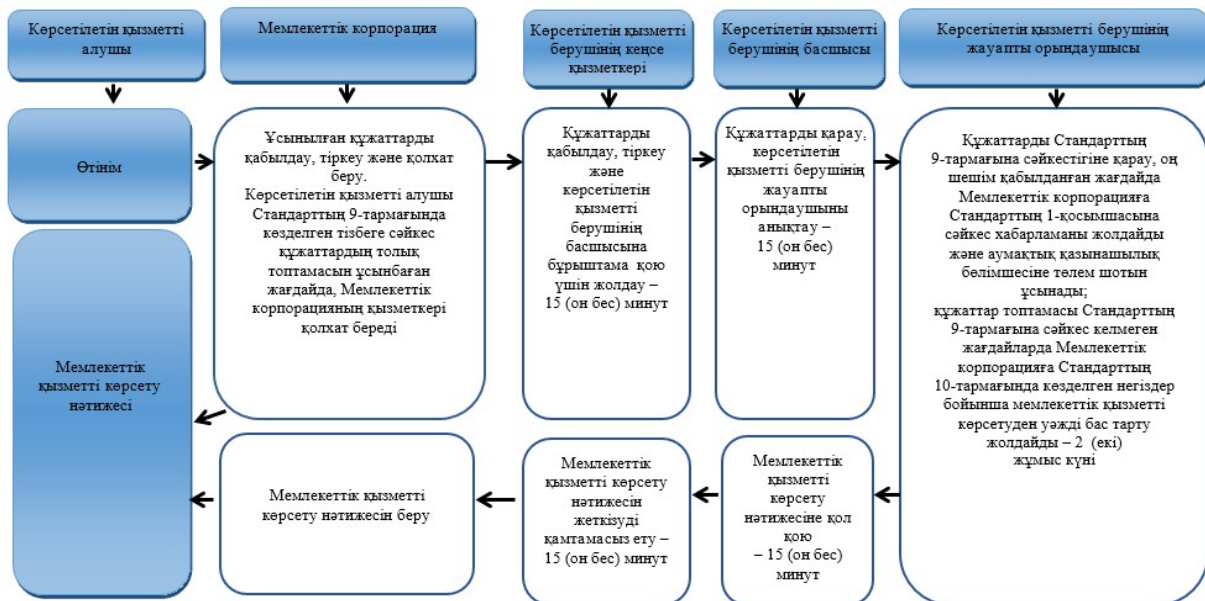 Көрсетілетін қызметті
алушы
Мемлекеттік корпорация
Көрсетілетін қызметті
берушінің кеңсе
қызметкері
Көрсетілетін қызметті
берушінің басшысы
Көрсетілетін қызметті берушінің
жауапты орындаушысы
Өтінім
Ұсынылған құжаттарды
қабылдау, тіркеу және қолхат
беру.
Көрсетілетін қызметті алушы
Стандарттың 9-тармағында
көзделген тізбеге сәйкес
құжаттардың толық
топтамасын ұсынбаған
жағдайда, Мемлекеттік
корпорацияның қызметкері
қолхат береді
Құжаттарды
қабылдау, тіркеу
және
көрсетілетін
қызметті
берушінің
басшысына
бұрыштама қою
үшін жолдау –
15 (он бес) минут
Құжаттарды қарау,
көрсетілетін
қызметті берушінің
жауапты
орындаушыны
анықтау –
15 (он бес)
минут
Құжаттарды Стандарттың
9-тармағына сәйкестігіне қарау, оң
шешім қабылданған жағдайда
Мемлекеттік корпорацияға
Стандарттың 1-қосымшасына
сәйкес хабарламаны жолдайды
және аумақтық қазынашылық
бөлімшесіне төлем шотын
ұсынады;
құжаттар топтамасы Стандарттың
9-тармағына сәйкес келмеген
жағдайларда Мемлекеттік
корпорацияға Стандарттың
10-тармағында көзделген негіздер
бойынша мемлекеттік қызметті
көрсетуден уәжді бас тарту
жолдайды – 2 (екі)
жұмыс күні
Мемлекеттік
қызметті көрсету
нәтижесі
Мемлекеттік қызметті
көрсету нәтижесін беру
Мемлекеттік
қызметті көрсету
нәтижесін
жеткізуді
қамтамасыз ету –
15 (он бес) минут
Мемлекеттік
қызметті
көрсету
нәтижесіне қол
қою
– 15 (он бес)
минут